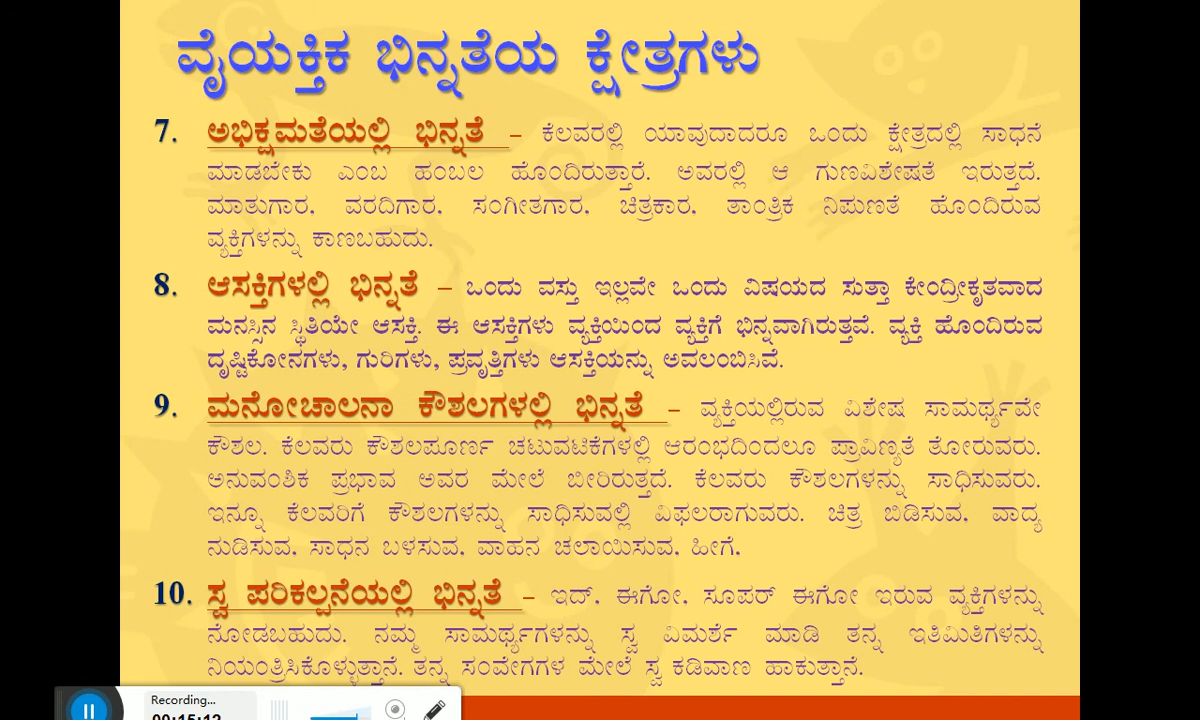 ವೈಯಕ್ತಿಕ ಭಿನ್ನತೆಯ ಕ್ಷೇತ್ರಗಳು
7. ಅಭಿಕ್ಷಮತೆಯಲ್ಲಿ ಭಿನ್ನತೆ – ಕೆಲವರಲ್ಲಿ ಯಾವುದಾದರೂ ಒಂದು ಕ್ಷೇತ್ರದಲ್ಲಿ ಸಾಧನೆ
ಮಾಡಬೇಕು ಎಂಬ ಹಂಬಲ ಹೊಂದಿರುತ್ತಾರೆ. ಅವರಲ್ಲಿ ಆ ಗುಣವಿಶೇಷತೆ ಇರುತ್ತದೆ.
ಮಾತುಗಾರ, ವರದಿಗಾರ, ಸಂಗೀತಗಾರ, ಚಿತ್ರಕಾರ, ತಾಂತ್ರಿಕ ನಿಪುಣತೆ ಹೊಂದಿರುವ
ವ್ಯಕ್ತಿಗಳನ್ನು ಕಾಣಬಹುದು.
8. ಆಸಕ್ತಿಗಳಲ್ಲಿ ಭಿನ್ನತೆ – ಒಂದು ವಸ್ತು ಇಲ್ಲವೇ ಒಂದು ವಿಷಯದ ಸುತ್ತಾ ಕೇಂದ್ರೀಕೃತವಾದ
ಮನಸ್ಸಿನ ಸ್ಥಿತಿಯೇ ಆಸಕ್ತಿ. ಈ ಆಸಕ್ತಿಗಳು ವ್ಯಕ್ತಿಯಿಂದ ವ್ಯಕ್ತಿಗೆ ಭಿನ್ನವಾಗಿರುತ್ತವೆ. ವ್ಯಕ್ತಿ ಹೊಂದಿರುವ
ದೃಷ್ಟಿಕೋನಗಳು, ಗುರಿಗಳು, ಪ್ರವೃತ್ತಿಗಳು ಆಸಕ್ತಿಯನ್ನು ಅವಲಂಬಿಸಿವೆ.
9. ಮನೋಚಾಲನಾ ಕೌಶಲಗಳಲ್ಲಿ ಭಿನ್ನತೆ – ವ್ಯಕ್ತಿಯಲ್ಲಿರುವ ವಿಶೇಷ ಸಾಮರ್ಥ್ಯವೇ
ಕೌಶಲ. ಕೆಲವರು ಕೌಶಲಪೂರ್ಣ ಚಟುವಟಿಕೆಗಳಲ್ಲಿ ಆರಂಭದಿಂದಲೂ ಪ್ರಾವಿಣ್ಯತೆ ತೋರುವರು.
ಅನುವಂಶಿಕ ಪ್ರಭಾವ ಅವರ ಮೇಲೆ ಬೀರಿರುತ್ತದೆ. ಕೆಲವರು ಕೌಶಲಗಳನ್ನು ಸಾಧಿಸುವರು.
ಇನ್ನೂ ಕೆಲವರಿಗೆ ಕೌಶಲಗಳನ್ನು ಸಾಧಿಸುವಲ್ಲಿ ವಿಫಲರಾಗುವರು. ಚಿತ್ರ ಬಿಡಿಸುವ, ವಾದ್ಯ
ನುಡಿಸುವ, ಸಾಧನ ಬಳಸುವ, ವಾಹನ ಚಲಾಯಿಸುವ, ಹೀಗೆ,
10. ಸ್ವ ಪರಿಕಲ್ಪನೆಯಲ್ಲಿ ಭಿನ್ನತೆ – ಇದ್, ಈಗೋ, ಸೂಪರ್ ಈಗೋ ಇರುವ ವ್ಯಕ್ತಿಗಳನ್ನು
ನೋಡಬಹುದು. ನಮ್ಮ ಸಾಮರ್ಥ್ಯಗಳನ್ನು ಸ್ವ ವಿಮರ್ಶೆ ಮಾಡಿ ತನ್ನ ಇತಿಮಿತಿಗಳನ್ನು
ನಿಯಂತ್ರಿಸಿಕೊಳ್ಳುತ್ತಾನೆ. ತನ್ನ ಸಂವೇಗಗಳ ಮೇಲೆ ಸ್ವ ಕಡಿವಾಣ ಹಾಕುತ್ತಾನೆ.
Recording...
00:15:12